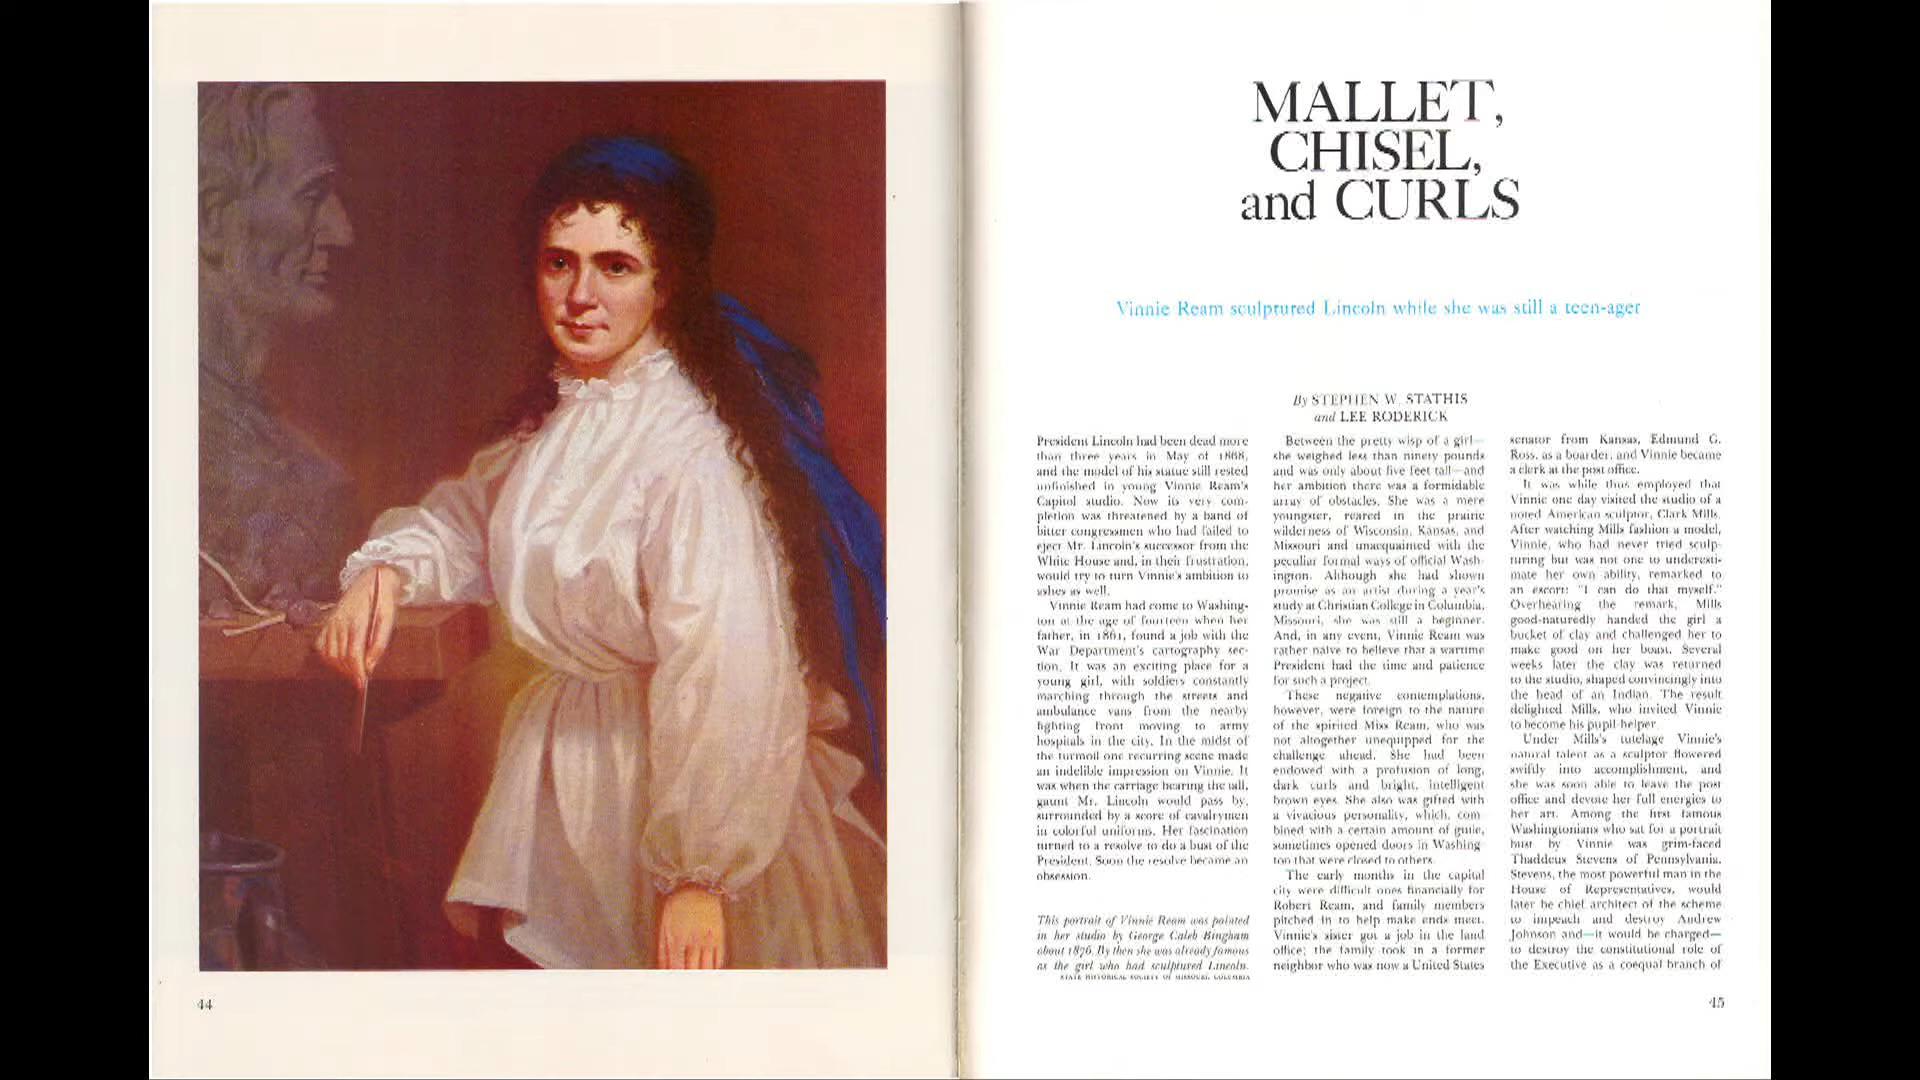 MALLET,
CHISEL,
and CURLS
Vinnie Ream sculptured Lincoln while she was still a teen-ager
By STEPHEN W. STATHIS
and LEE RODERICK
President Lincoln had been dead more
than three years in May of 1868,
and the model of his statue still rested
unfinished in young Vinnie Ream's
Capitol studio. Now its very com-
pletion was threatened by a band of
bitter congressmen who had failed to
eject Mr. Lincoln's successor from the
White House and, in their frustration,
would try to turn Vinnie's ambition to
ashes as well.
Vinnie Ream had come to Washing-
ton at the age of fourteen when her
father, in 1861, found a job with the
War Department's cartography sec-
tion. It was an exciting place for a
young girl, with soldiers constantly
marching through the streets and
ambulance vans from the nearby
fighting front moving to army
hospitals in the city. In the midst of
the turmoil one recurring scene made
an indelible impression on Vinnie. It
was when the carriage bearing the tall,
gaunt Mr. Lincoln would pass by,
surrounded by a score of cavalrymen
in colorful uniforms. Her fascination
turned to a resolve to do a bust of the
President. Soon the resolve became an
obsession.
This portrait of Vinnie Ream was painted
in her studio by George Caleb Bingham
about 1876. By then she was already famous
as the girl who had sculptured Lincoln.
STATE HISTORICAL SOCIETY OF MISSOURI, COLUMBIA
Between the pretty wisp of a girl—
she weighed less than ninety pounds
and was only about five feet tall—and
her ambition there was a formidable
array of obstacles. She was a mere
youngster, reared in the prairie
wilderness of Wisconsin, Kansas, and
Missouri and unacquainted with the
peculiar formal ways of official Wash-
ington. Although she had shown
promise as an artist during a year's
study at Christian College in Columbia,
Missouri, she was still a beginner.
And, in any event, Vinnie Ream was
rather naive to believe that a wartime
President had the time and patience
for such a project.
These negative contemplations,
however, were foreign to the nature
of the spirited Miss Ream, who was
not altogether unequipped for the
challenge ahead. She had been
endowed with a profusion of long,
dark curls and bright, intelligent
brown eyes. She also was gifted with
a vivacious personality, which, com-
bined with a certain amount of guile,
sometimes opened doors in Washing-
ton that were closed to others.
The early months in the capital
city were difficult ones financially for
Robert Ream, and family members
pitched in to help make ends meet.
Vinnie's sister got a job in the land
office; the family took in a former
neighbor who was now a United States
senator from Kansas, Edmund G.
Ross, as a boarder, and Vinnie became
a clerk at the post office.
It was while thus employed that
Vinnie one day visited the studio of a
noted American sculptor, Clark Mills.
After watching Mills fashion a model,
Vinnie, who had never tried sculp-
turing but was not one to underesti-
mate her own ability, remarked to
an escort: "I can do that myself."
Overhearing the remark, Mills
good-naturedly handed the girl a
bucket of clay and challenged her to
make good on her boast. Several
weeks later the clay was returned
to the studio, shaped convincingly into
the head of an Indian. The result
delighted Mills, who invited Vinnie
to become his pupil-helper.
Under Mills's tutelage Vinnie's
natural talent as a sculptor flowered
swiftly into accomplishment, and
she was soon able to leave the post
office and devote her full energies to
her art. Among the first famous
Washingtonians who sat for a portrait
bust by Vinnie was grim-faced
Thaddeus Stevens of Pennsylvania.
Stevens, the most powerful man in the
House of Representatives, would
later be chief architect of the scheme
to impeach and destroy Andrew
Johnson and—it would be charged—
to destroy the constitutional role of
the Executive as a coequal branch of
44
45